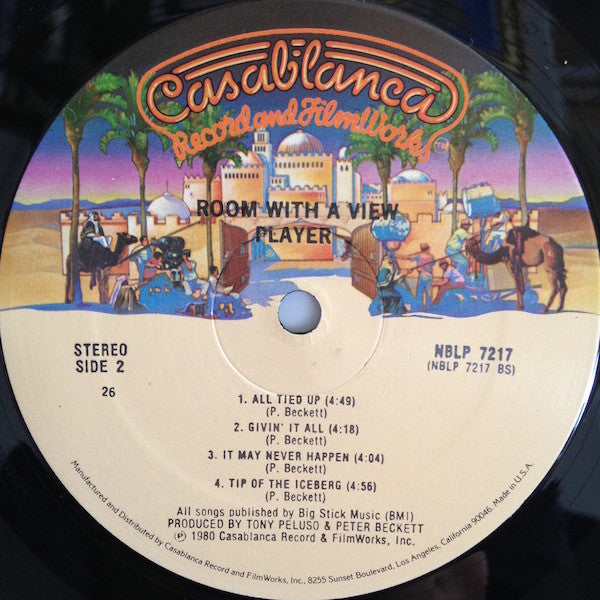 Casablanca
Record and FilmWorks™
ROOM WITH A VIEW
PLAYER
STEREO
SIDE 2
26
NBLP 7217
(NBLP 7217 BS)
1. ALL TIED UP (4:49)
(P. Beckett)
2. GIVIN' IT ALL (4:18)
(P. Beckett)
3. IT MAY NEVER HAPPEN (4:04)
(P. Beckett)
4. TIP OF THE ICEBERG (4:56)
(P. Beckett)
All songs published by Big Stick Music (BMI)
PRODUCED BY TONY PELUSO & PETER BECKETT
℗ 1980 Casablanca Record & FilmWorks, Inc.
Manufactured and Distributed by Casablanca Record and FilmWorks, Inc., 8255 Sunset Boulevard, Los Angeles, California 90046. Made in U.S.A.